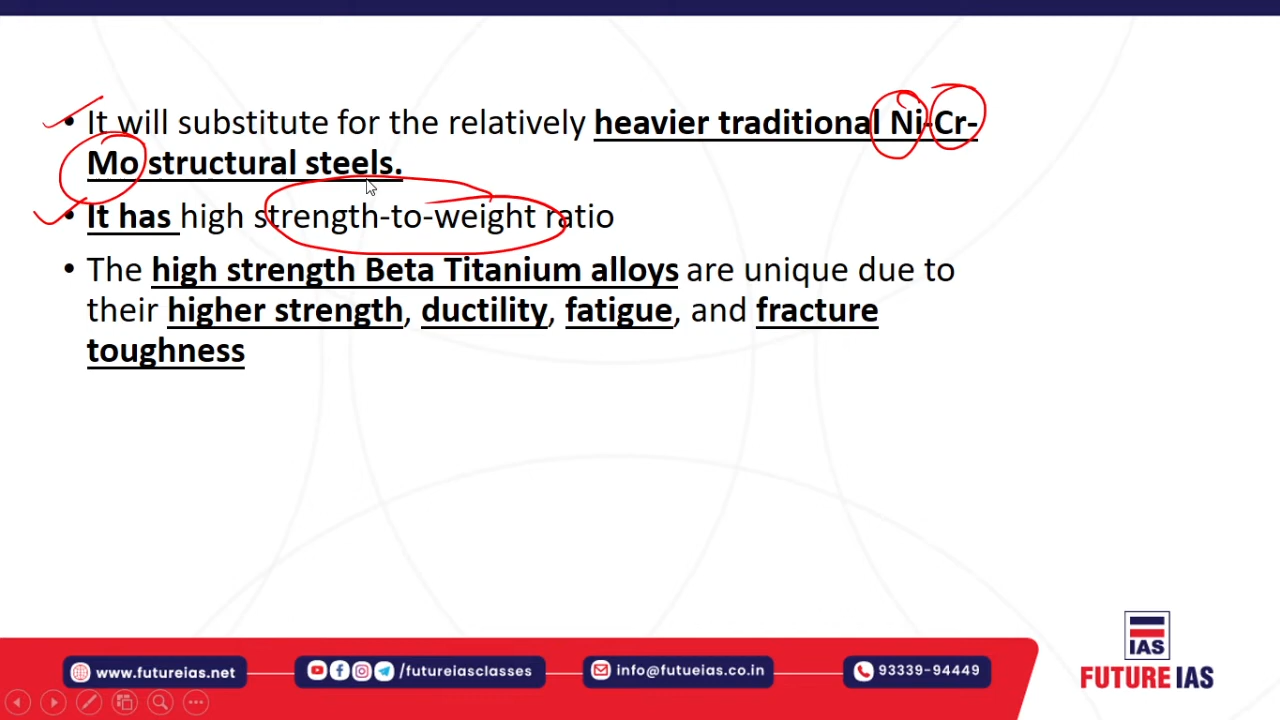 • It will substitute for the relatively heavier traditional Ni-Cr-
Mo structural steels.
• It has high strength-to-weight ratio
• The high strength Beta Titanium alloys are unique due to
their higher strength, ductility, fatigue, and fracture
toughness
IAS
FUTURE IAS
www.futureias.net
/futureiasclasses
info@futueias.co.in
93339-94449